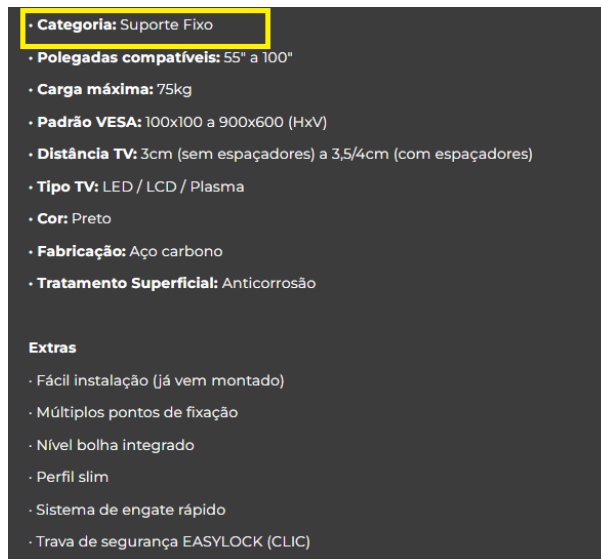 • Categoria: Suporte Fixo
• Polegadas compatíveis: 55" a 100"
• Carga máxima: 75kg
• Padrão VESA: 100x100 a 900x600 (HxV)
• Distância TV: 3cm (sem espaçadores) a 3,5/4cm (com espaçadores)
• Tipo TV: LED / LCD / Plasma
• Cor: Preto
• Fabricação: Aço carbono
• Tratamento Superficial: Anticorrosão
Extras
· Fácil instalação (já vem montado)
· Múltiplos pontos de fixação
· Nível bolha integrado
· Perfil slim
· Sistema de engate rápido
· Trava de segurança EASYLOCK (CLIC)